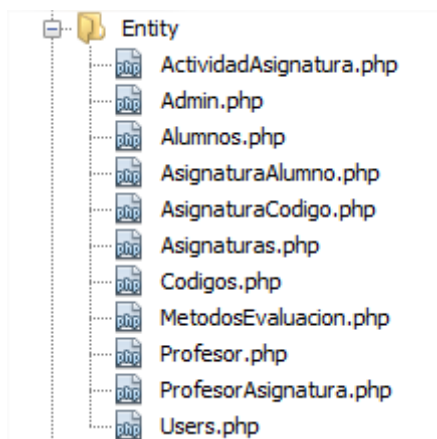 Entity
ActividadAsignatura.php
Admin.php
Alumnos.php
AsignaturaAlumno.php
AsignaturaCodigo.php
Asignaturas.php
Codigos.php
MetodosEvaluacion.php
Profesor.php
ProfesorAsignatura.php
Users.php